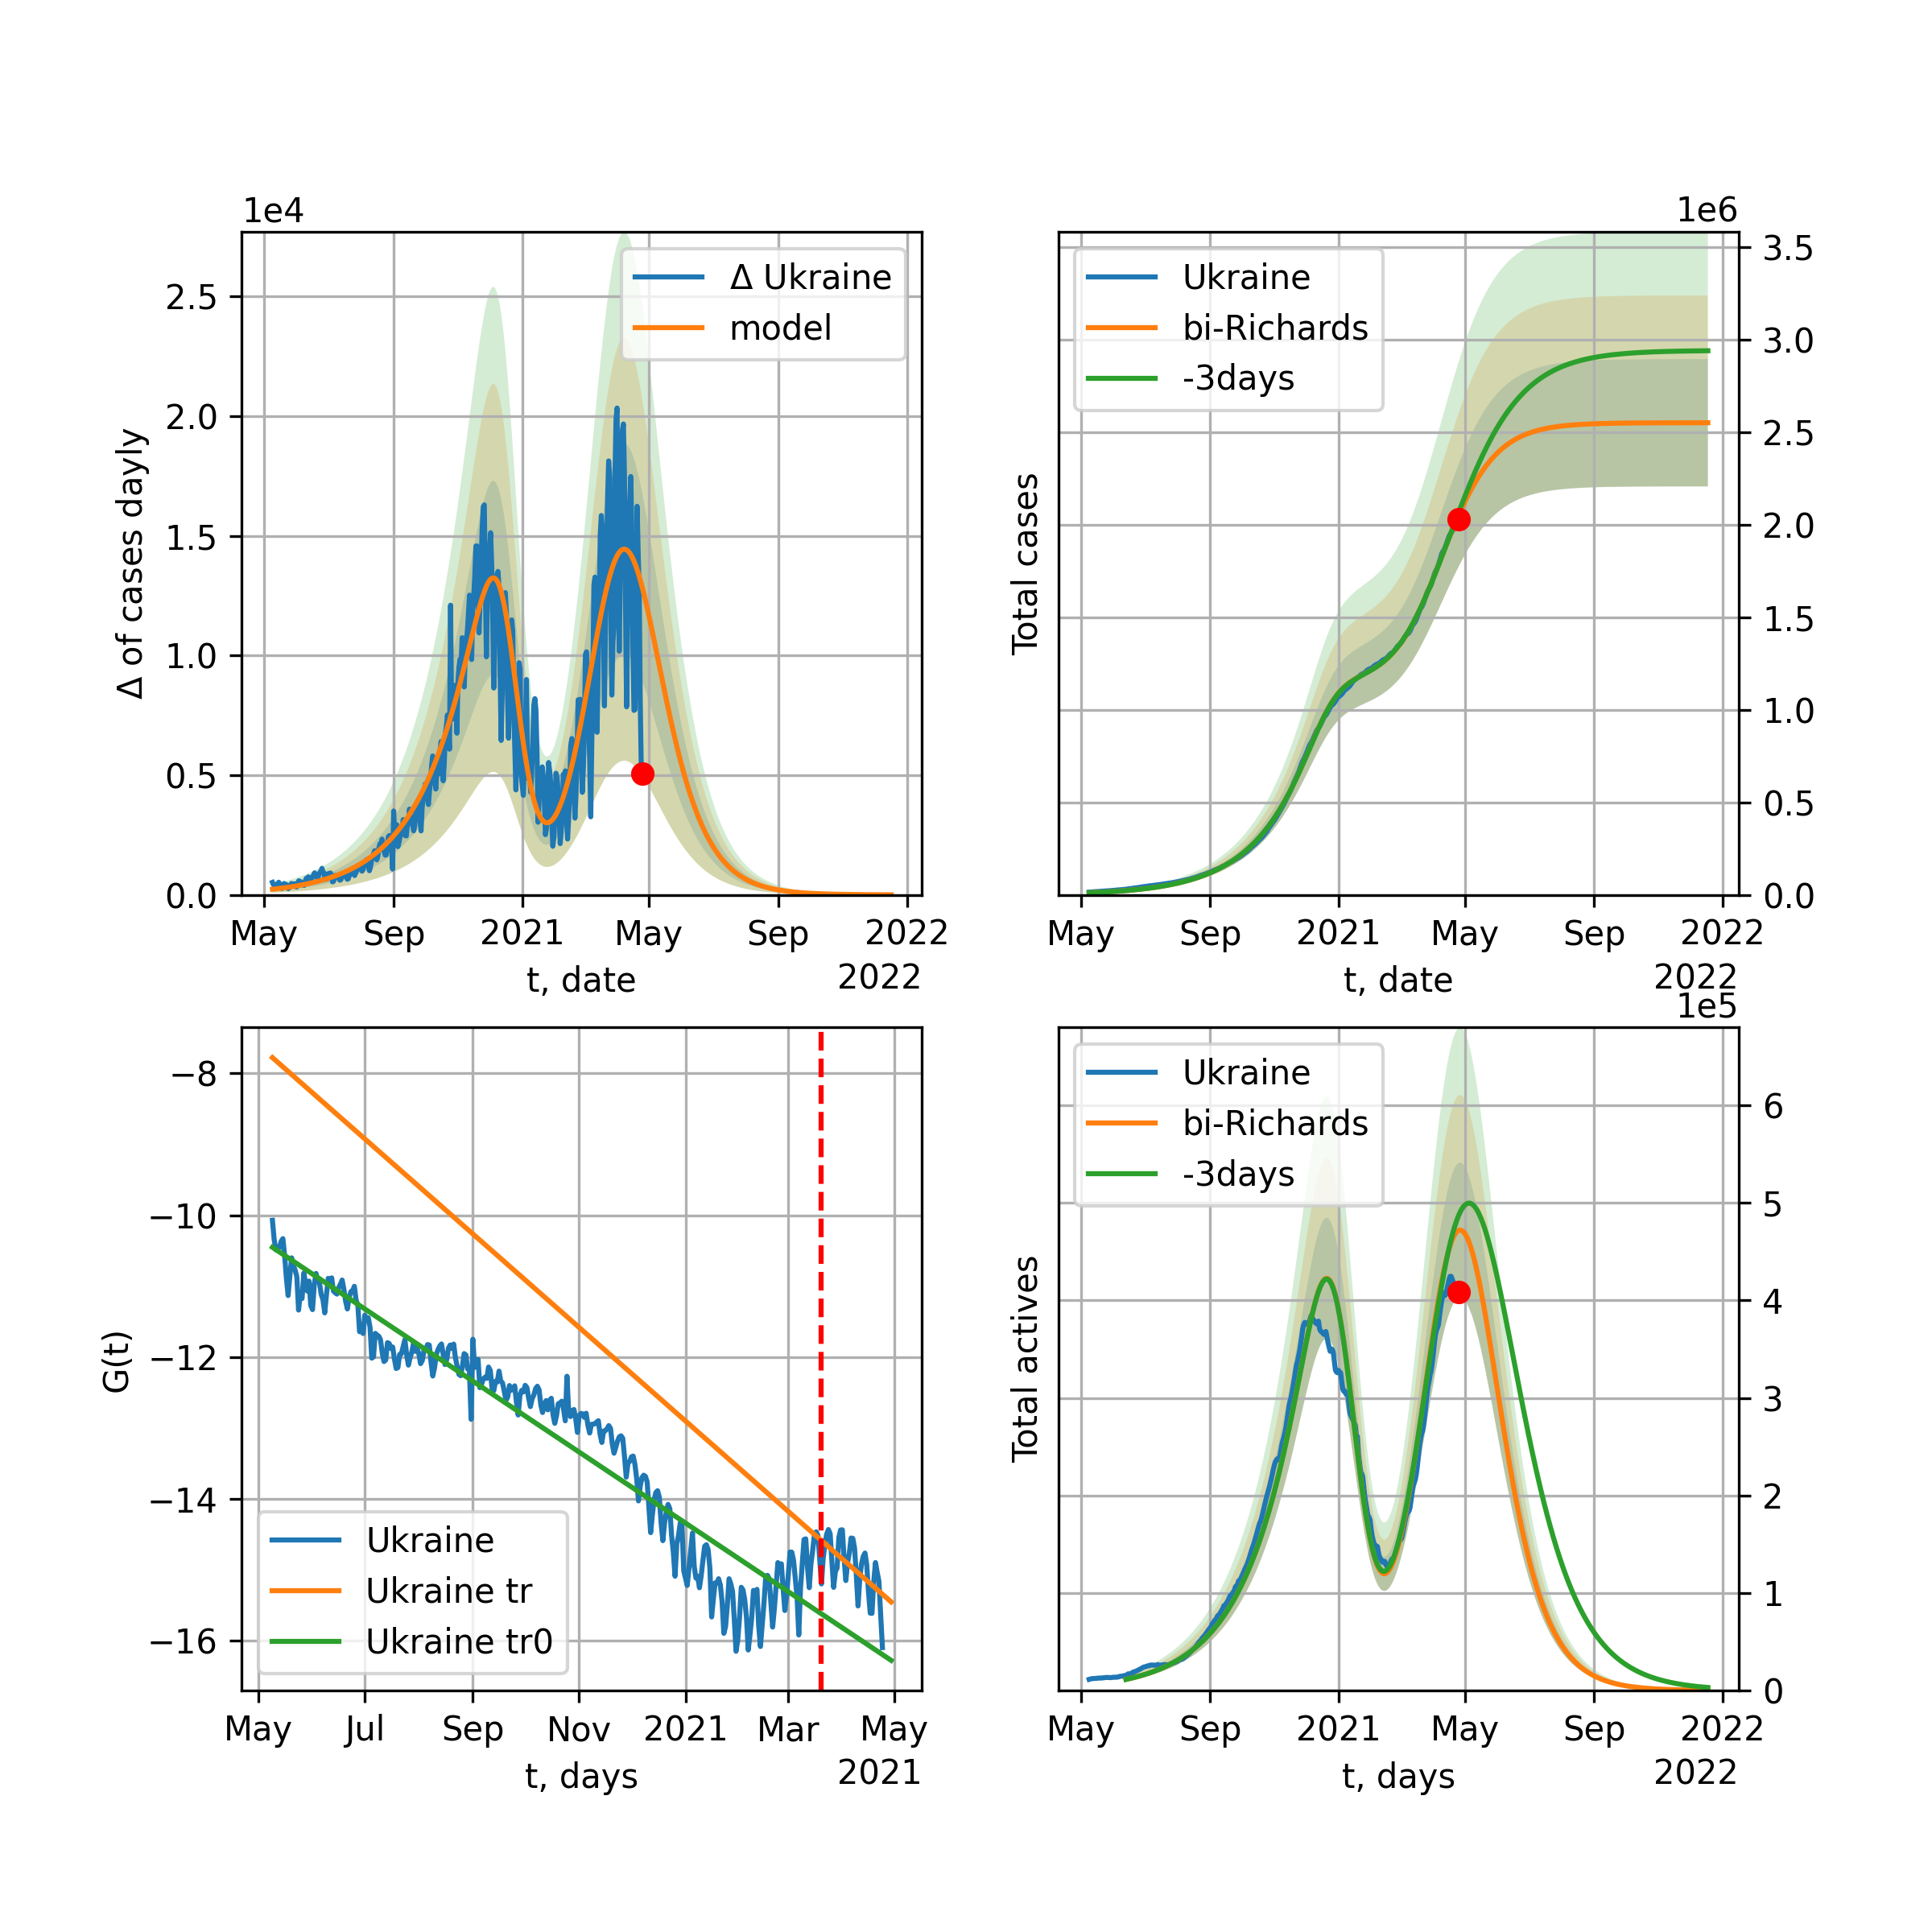 1e4
Δ of cases dayly
2.5
2.0
1.5
1.0
0.5
0.0
Δ Ukraine
model
May Sep 2021 May Sep 2022
t, date
2022
1e6
Total cases
3.5
3.0
2.5
2.0
1.5
1.0
0.5
0.0
Ukraine
bi-Richards
-3days
May Sep 2021 May Sep 2022
t, date
2022
G(t)
−8
−10
−12
−14
−16
Ukraine
Ukraine tr
Ukraine tr0
May Jul Sep Nov 2021 Mar May
t, days
2021
1e5
Total actives
6
5
4
3
2
1
0
Ukraine
bi-Richards
-3days
May Sep 2021 May Sep 2022
t, days
2022